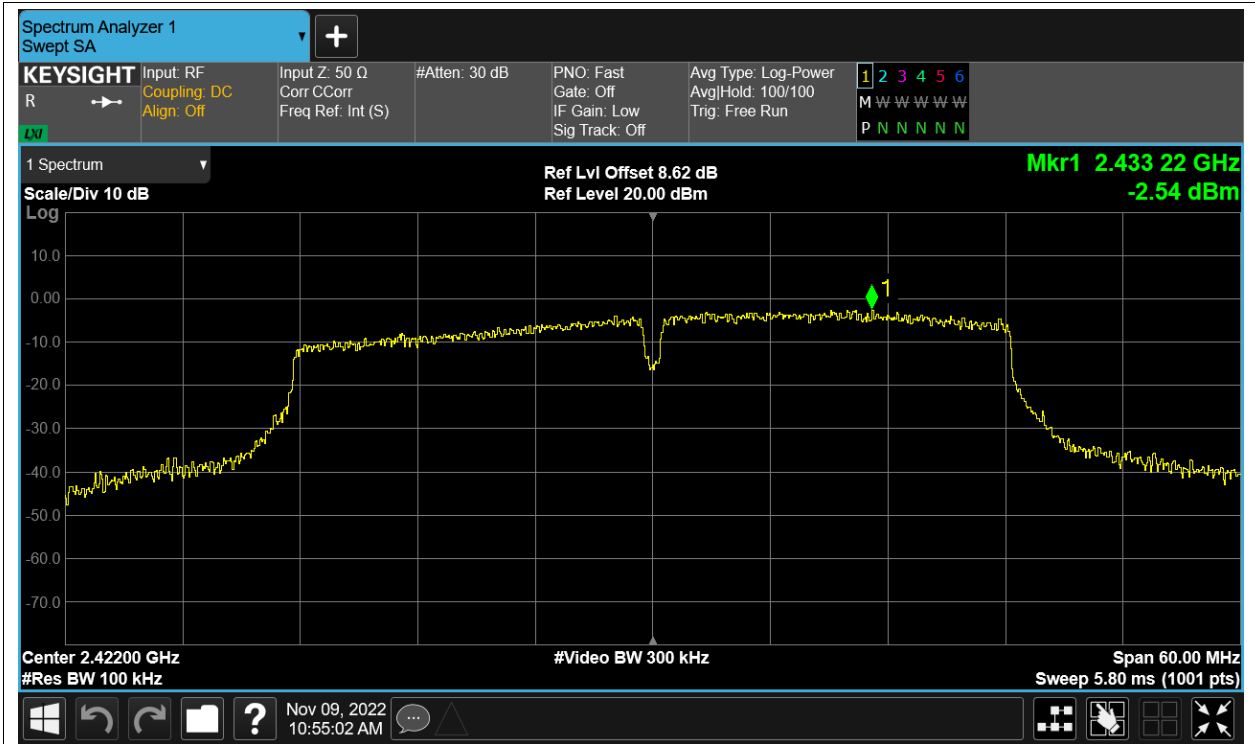 Spectrum Analyzer 1
Swept SA
KEYSIGHT
R
LXI
Input: RF
Coupling: DC
Align: Off
Input Z: 50 Ω
Corr CCorr
Freq Ref: Int (S)
#Atten: 30 dB
PNO: Fast
Gate: Off
IF Gain: Low
Sig Track: Off
Avg Type: Log-Power
Avg|Hold: 100/100
Trig: Free Run
1 2 3 4 5 6
M W W W W W
P N N N N N
1 Spectrum
Scale/Div 10 dB
Log
Ref Lvl Offset 8.62 dB
Ref Level 20.00 dBm
Mkr1 2.433 22 GHz
-2.54 dBm
1
10.0
0.00
-10.0
-20.0
-30.0
-40.0
-50.0
-60.0
-70.0
Center 2.42200 GHz
#Video BW 300 kHz
Span 60.00 MHz
#Res BW 100 kHz
Sweep 5.80 ms (1001 pts)
?
Nov 09, 2022
10:55:02 AM